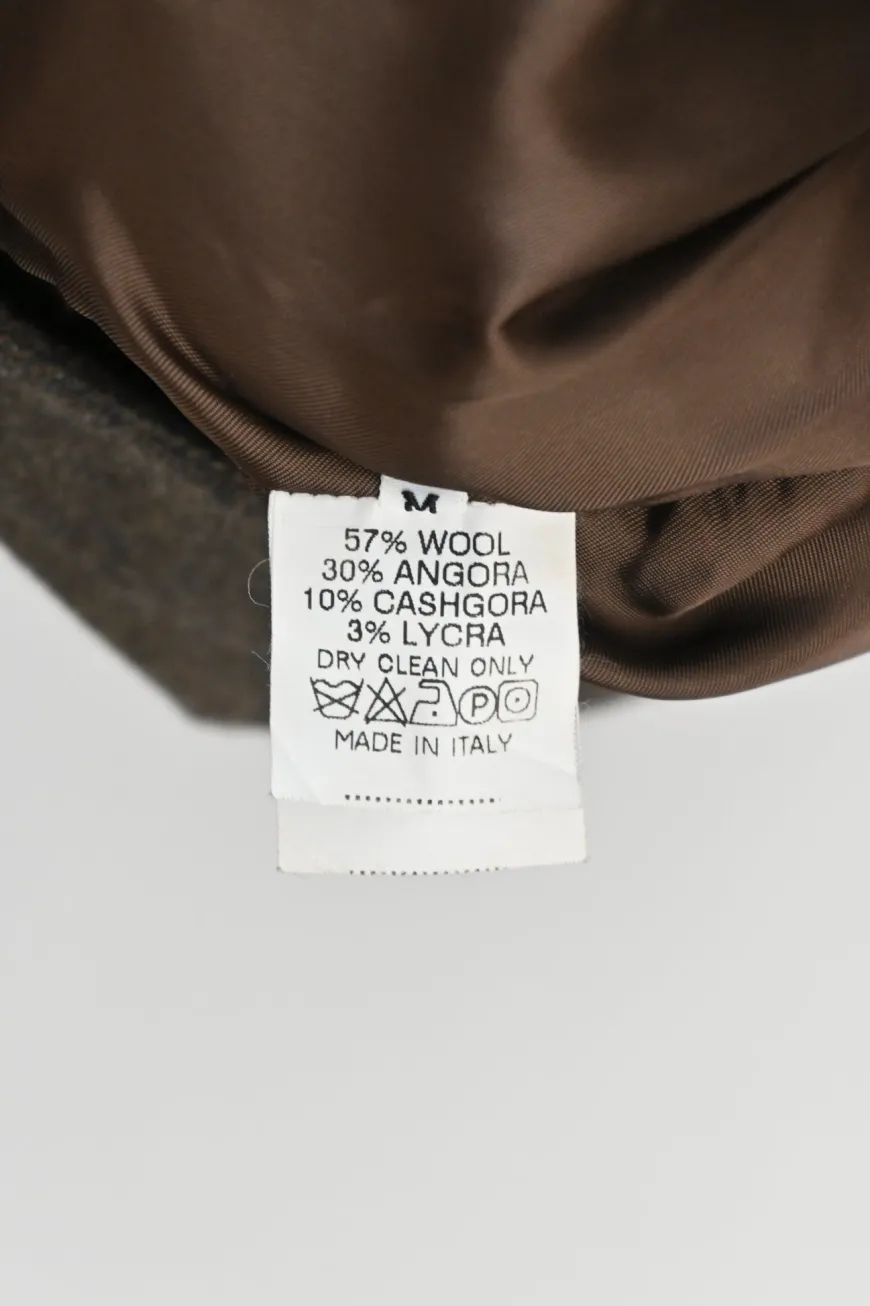 M
57% WOOL
30% ANGORA
10% CASHGORA
3% LYCRA
DRY CLEAN ONLY
P
MADE IN ITALY